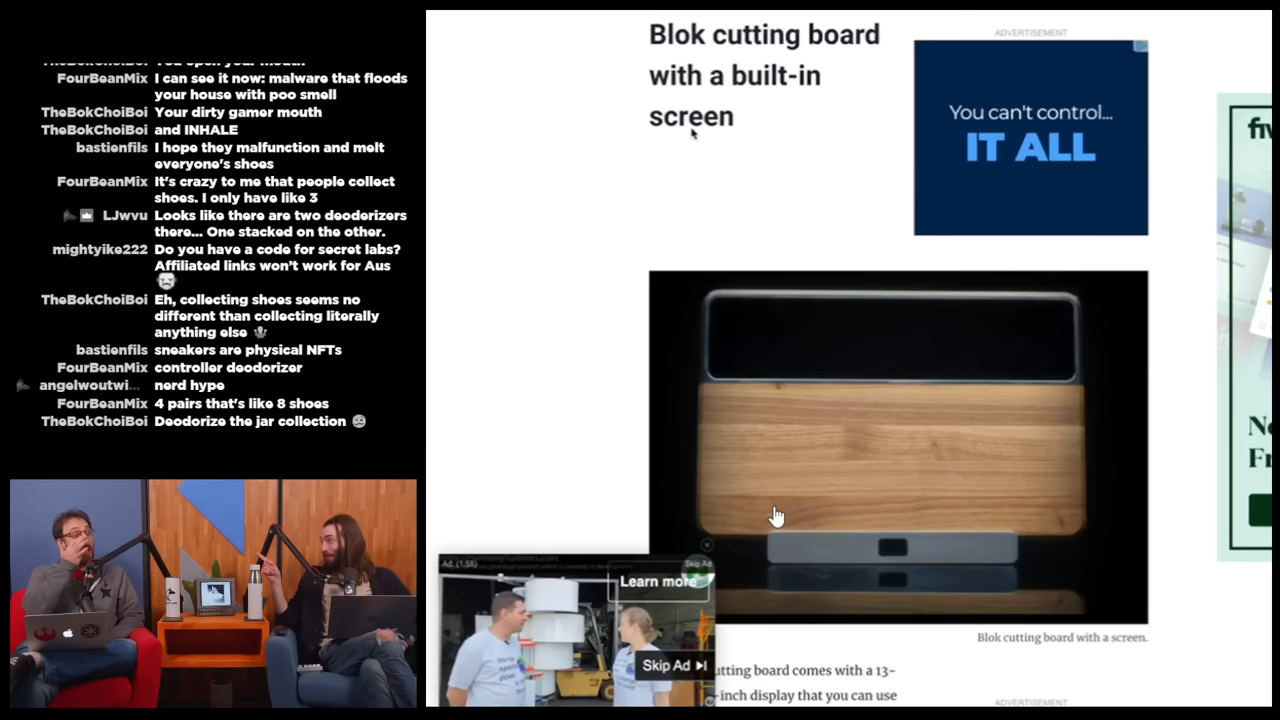 FourBeanMix I can see it now: malware that floods
your house with poo smell
TheBokChoiBoi Your dirty gamer mouth
TheBokChoiBoi and INHALE
bastienfils I hope they malfunction and melt
everyone's shoes
FourBeanMix It's crazy to me that people collect
shoes. I only have like 3
LJwvu Looks like there are two deoderizers
there... One stacked on the other.
mightyike222 Do you have a code for secret labs?
Affiliated links won't work for Aus
TheBokChoiBoi Eh, collecting shoes seems no
different than collecting literally
anything else
bastienfils sneakers are physical NFTs
FourBeanMix controller deodorizer
angelwoutwi... nerd hype
FourBeanMix 4 pairs that's like 8 shoes
TheBokChoiBoi Deodorize the jar collection
Blok cutting board
with a built-in
screen
ADVERTISEMENT
You can't control...
IT ALL
Blok cutting board with a screen.
Skip Ad
Learn more
Skip Ad
utting board comes with a 13-
-inch display that you can use
ADVERTISEMENT